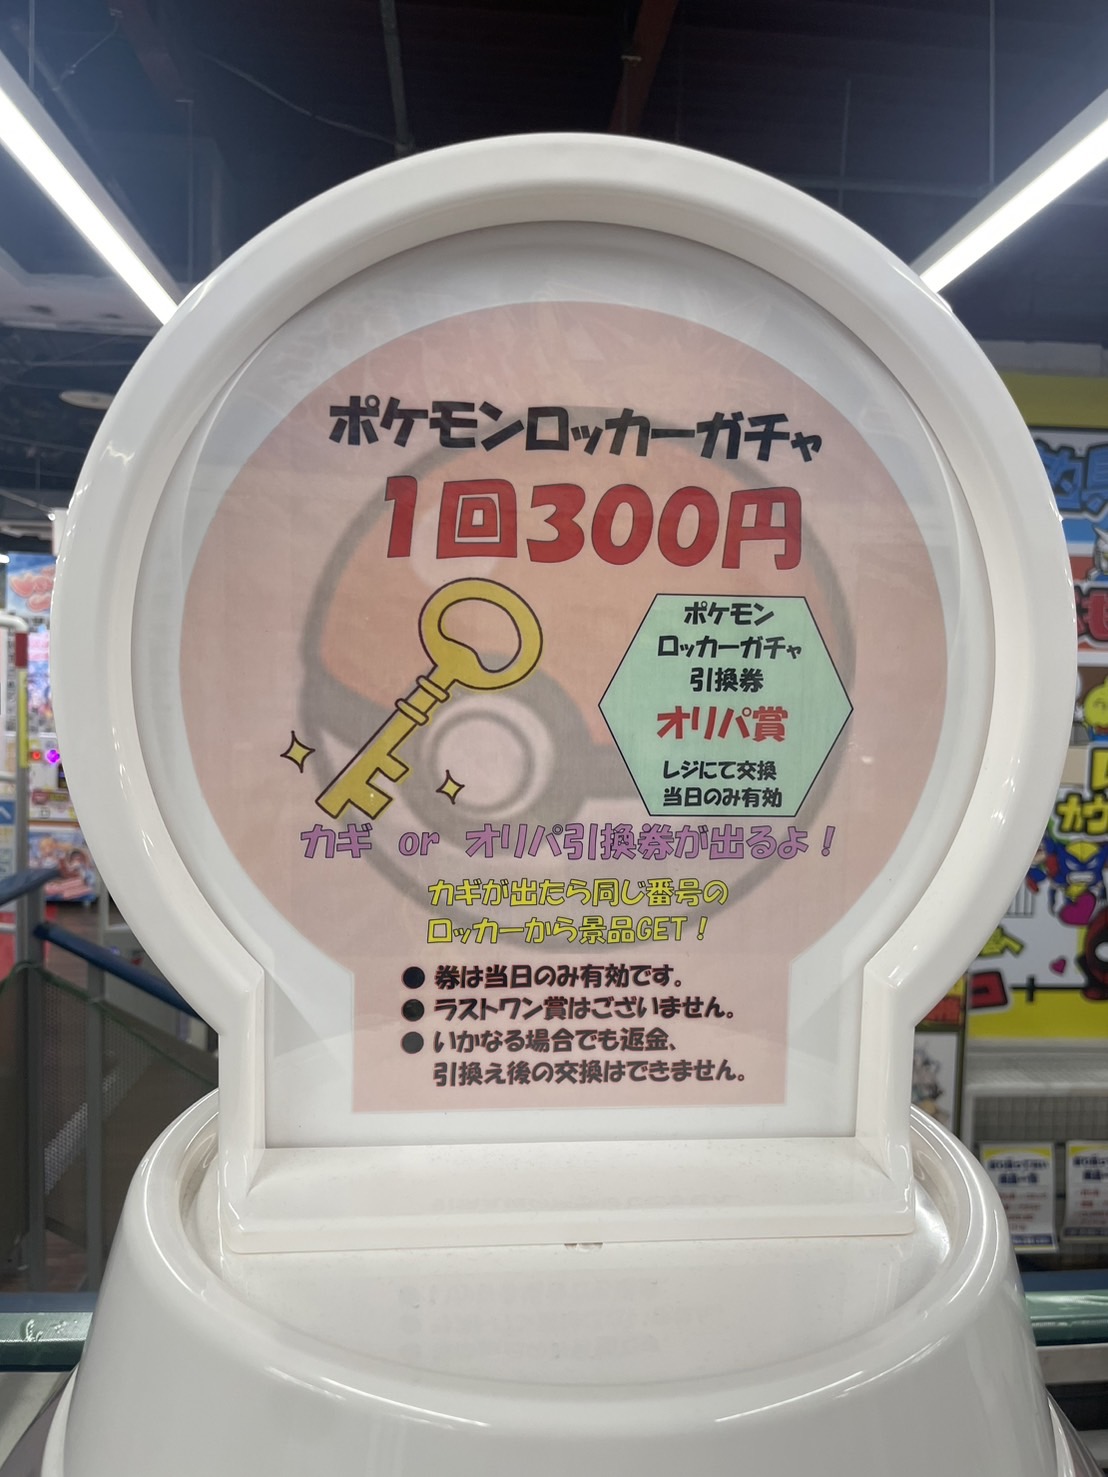 ポケモンロッカーガチャ
1回300円
ポケモン
ロッカーガチャ
引換券
オリパ賞
レジにて交換
当日のみ有効
カギ or オリパ引換券が出るよ！
カギが出たら同じ番号の
ロッカーから景品GET！
● 券は当日のみ有効です。
● ラストワン賞はございません。
● いかなる場合でも返金、
引換え後の交換はできません。